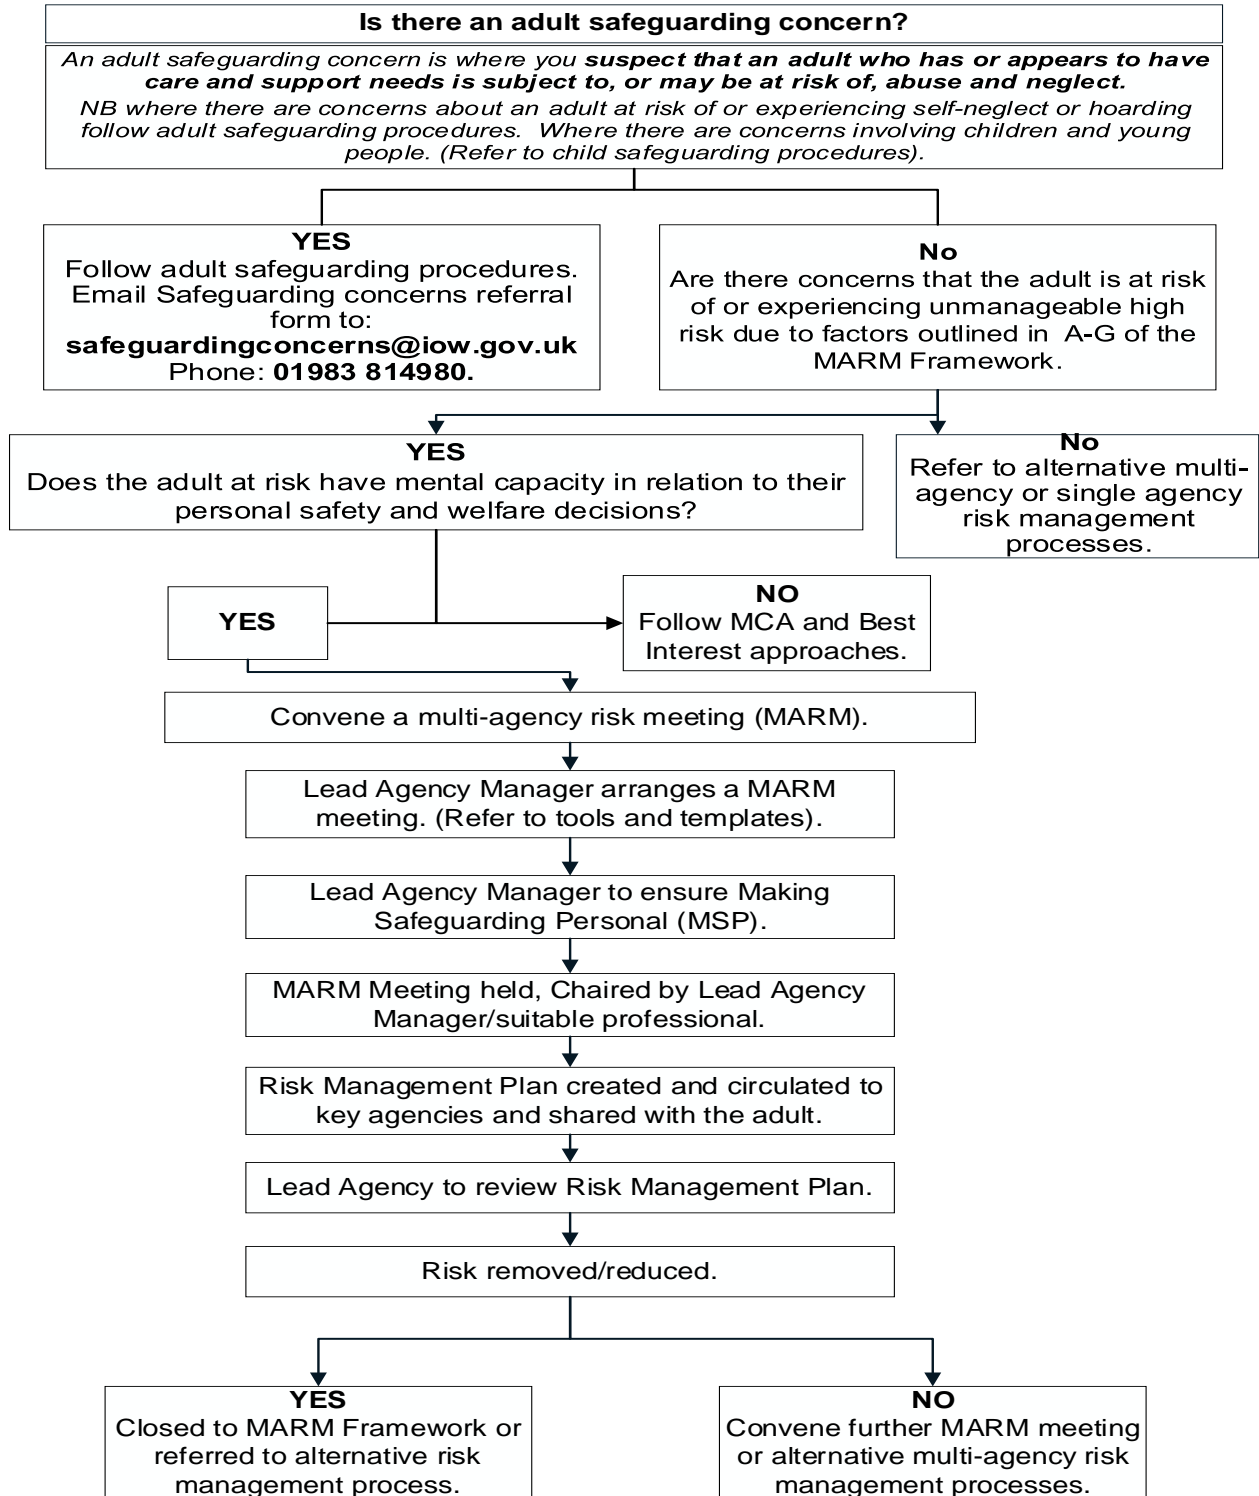 Is there an adult safeguarding concern?
An adult safeguarding concern is where you suspect that an adult who has or appears to have
care and support needs is subject to, or may be at risk of, abuse and neglect.
NB where there are concerns about an adult at risk of or experiencing self-neglect or hoarding
follow adult safeguarding procedures. Where there are concerns involving children and young
people. (Refer to child safeguarding procedures).
YES
Follow adult safeguarding procedures.
Email Safeguarding concerns referral
form to:
safeguardingconcerns@iow.gov.uk
Phone: 01983 814980.
No
Are there concerns that the adult is at risk
of or experiencing unmanageable high
risk due to factors outlined in A-G of the
MARM Framework.
YES
Does the adult at risk have mental capacity in relation to their
personal safety and welfare decisions?
No
Refer to alternative multi-
agency or single agency
risk management
processes.
YES
NO
Follow MCA and Best
Interest approaches.
Convene a multi-agency risk meeting (MARM).
Lead Agency Manager arranges a MARM
meeting. (Refer to tools and templates).
Lead Agency Manager to ensure Making
Safeguarding Personal (MSP).
MARM Meeting held, Chaired by Lead Agency
Manager/suitable professional.
Risk Management Plan created and circulated to
key agencies and shared with the adult.
Lead Agency to review Risk Management Plan.
Risk removed/reduced.
YES
Closed to MARM Framework or
referred to alternative risk
management process.
NO
Convene further MARM meeting
or alternative multi-agency risk
management processes.